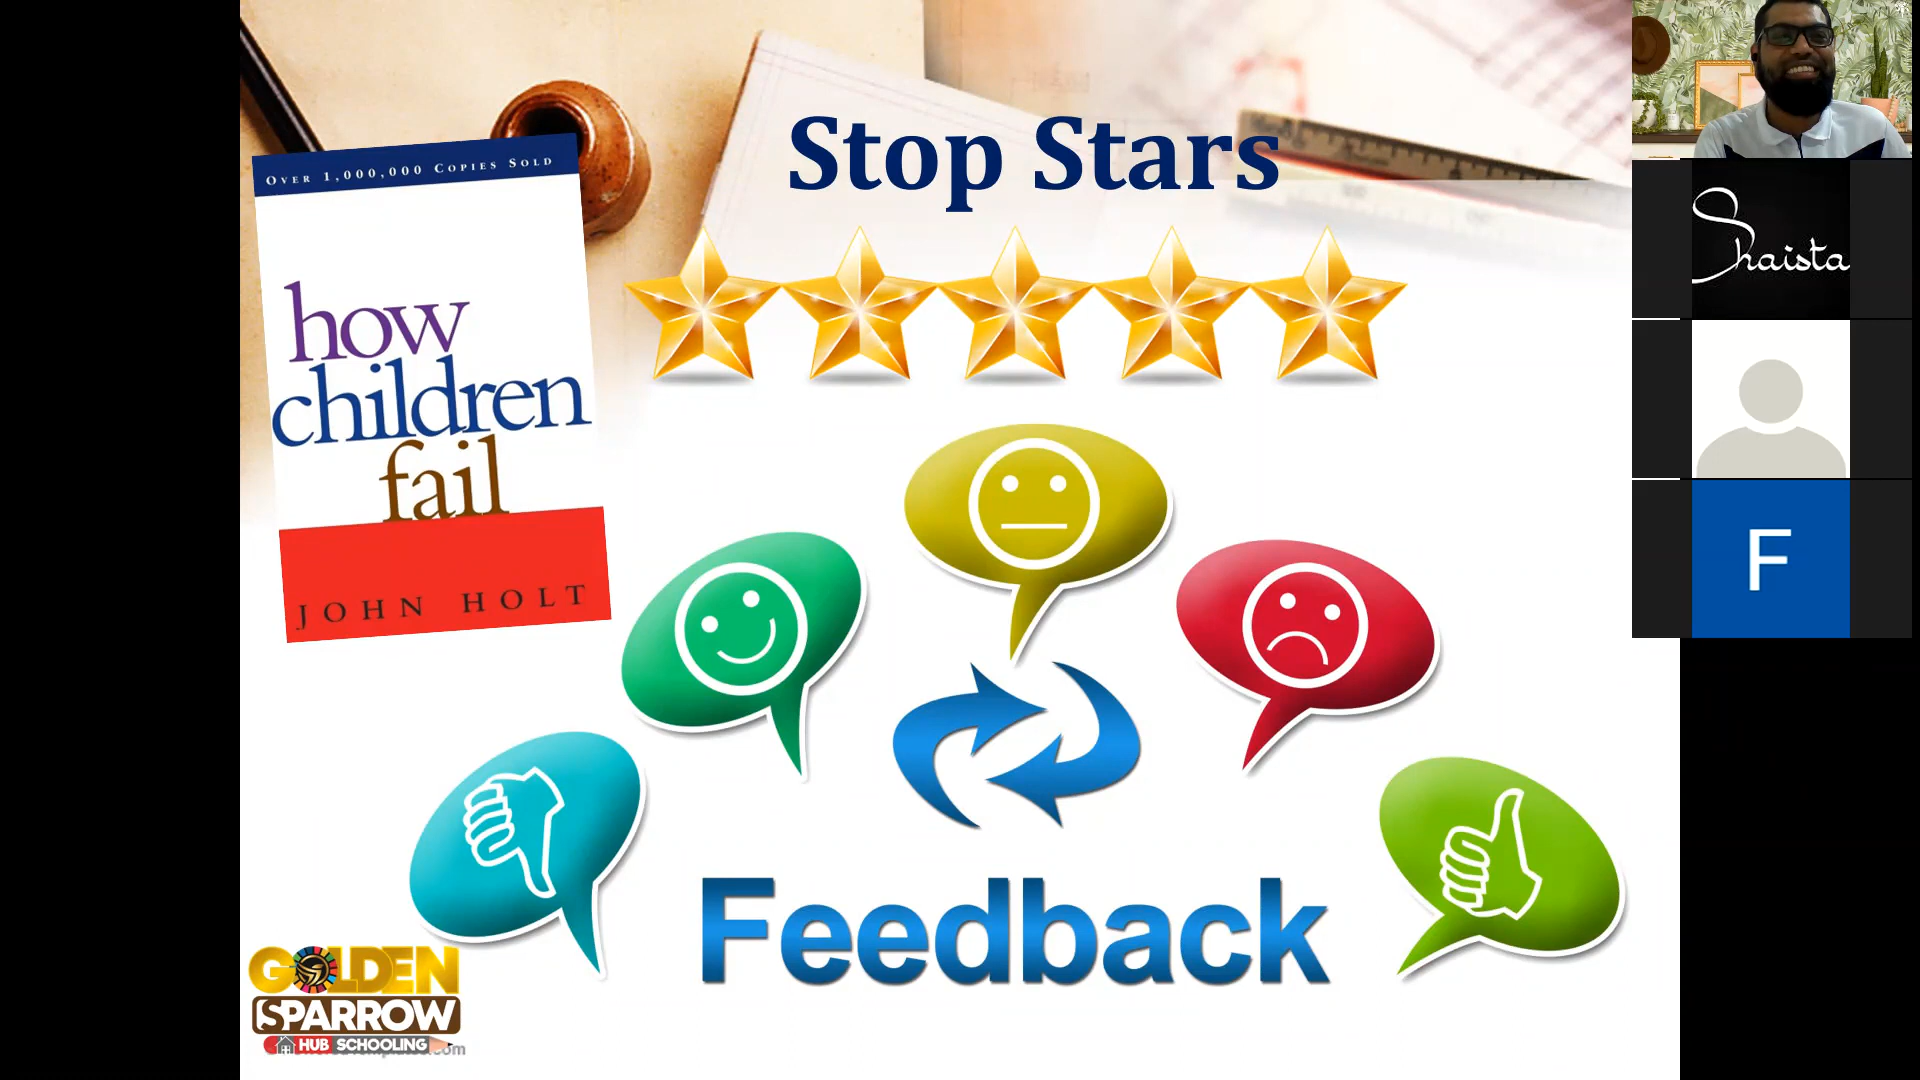 Stop Stars
OVER 1,000,000 COPIES SOLD
how
children
fail
JOHN HOLT
Feedback
GOLDEN
SPARROW
HUB SCHOOLING
Shaista
F